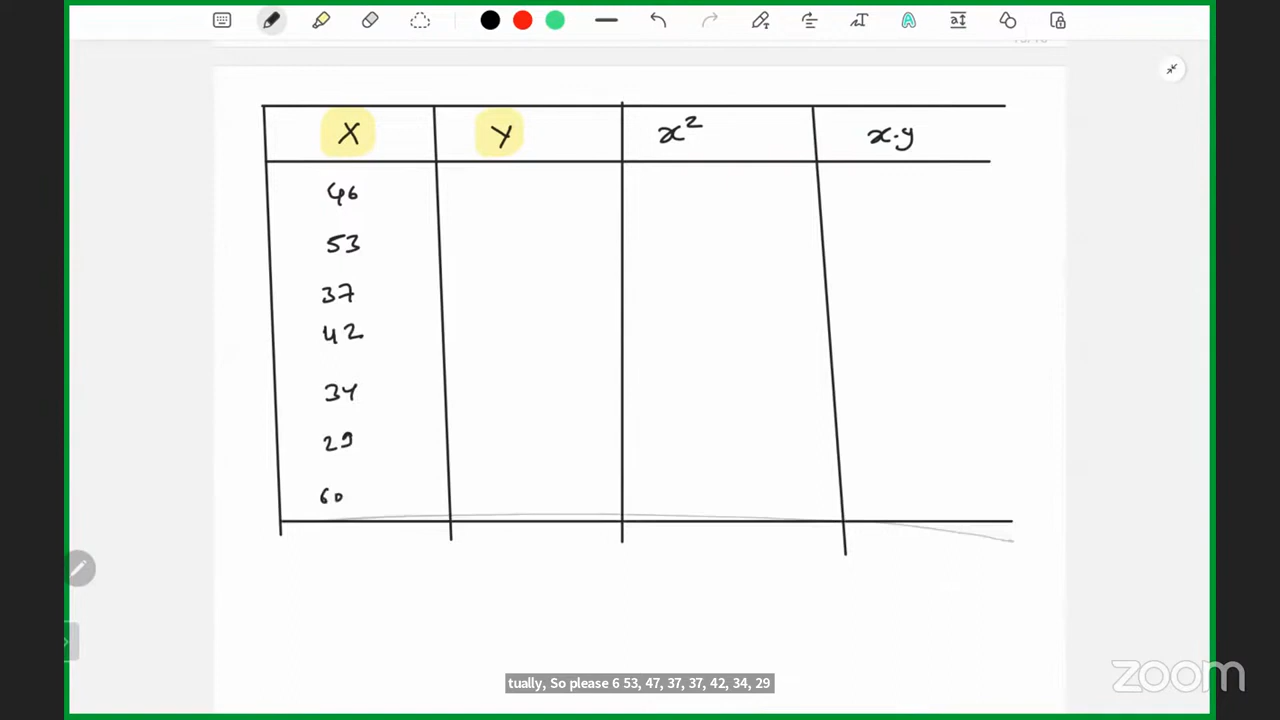 X Y x² x·y
46
53
37
42
34
29
60
tually, So please 6 53, 47, 37, 37, 42, 34, 29
zoom